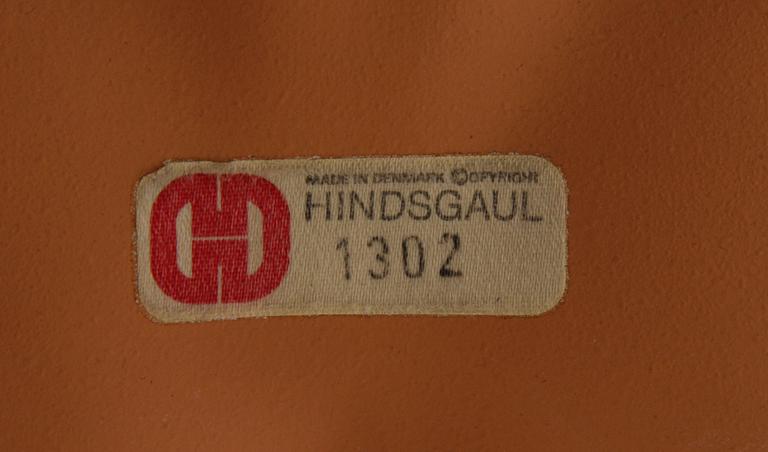 MADE IN DENMARK ©OPYRIGHT
HINDSGAUL
1302